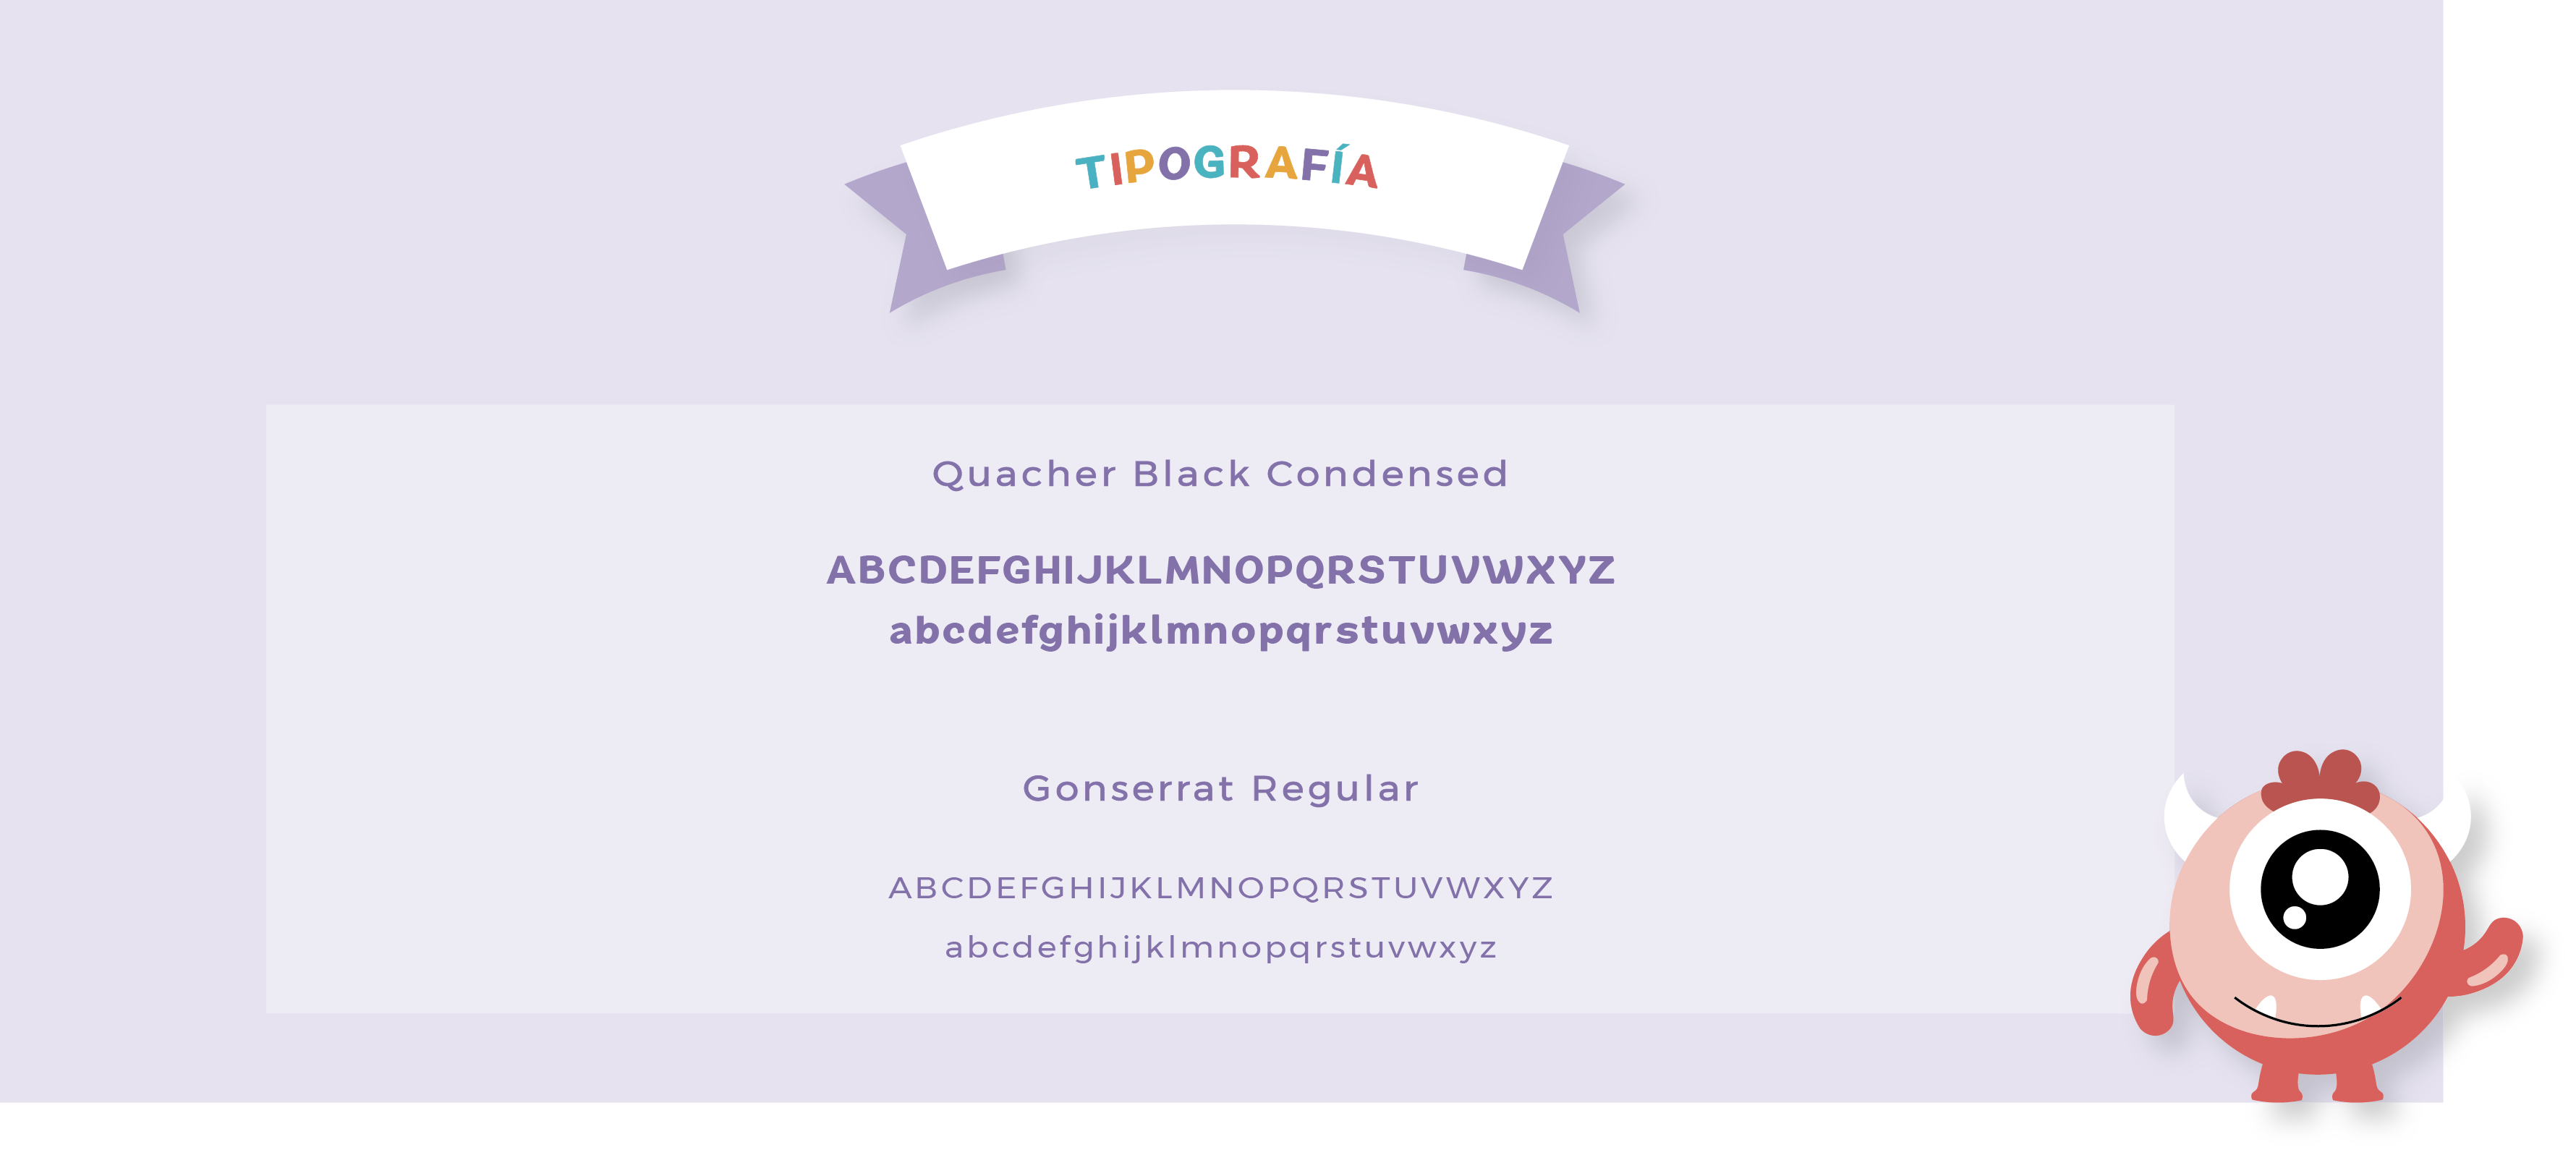 TIPOGRAFÍA
Quacher Black Condensed
ABCDEFGHIJKLMNOPQRSTUVWXYZ
abcdefghijklmnopqrstuvwxyz
Gonserrat Regular
ABCDEFGHIJKLMNOPQRSTUVWXYZ
abcdefghijklmnopqrstuvwxyz